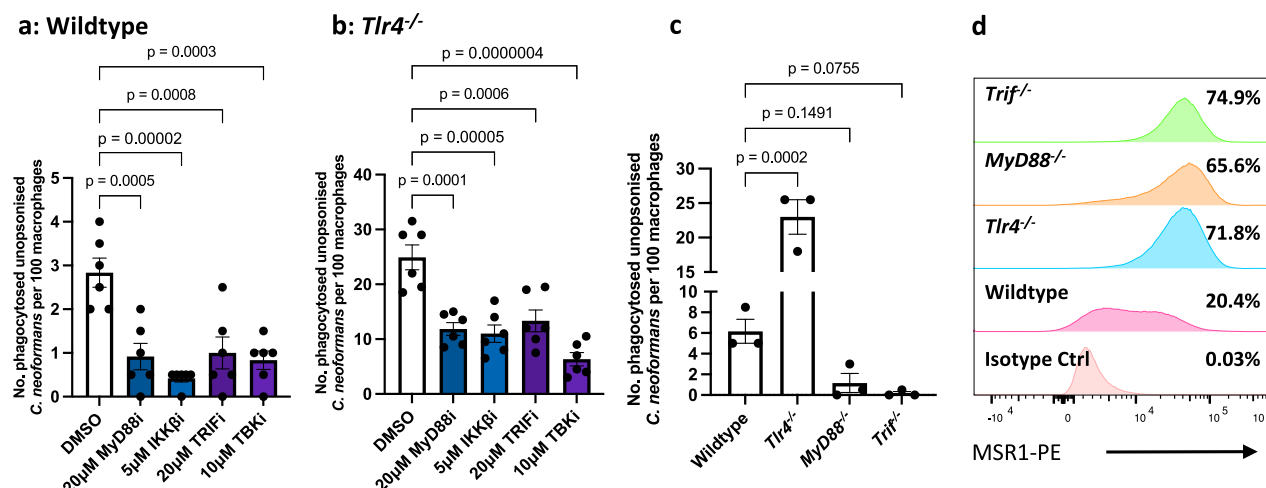 a: Wildtype
p = 0.0003
p = 0.0008
p = 0.00002
p = 0.0005
No. phagocytosed unopsonised
C. neoformans per 100 macrophages
5
4
3
2
1
0
DMSO
20µM MyD88i
5µM IKKβi
20µM TRIFi
10µM TBKi
b: Tlr4-/-
p = 0.0000004
p = 0.0006
p = 0.00005
p = 0.0001
No. phagocytosed unopsonised
C. neoformans per 100 macrophages
40
30
20
10
0
DMSO
20µM MyD88i
5µM IKKβi
20µM TRIFi
10µM TBKi
c
p = 0.0755
p = 0.1491
p = 0.0002
No. phagocytosed unopsonised
C. neoformans per 100 macrophages
30
25
20
15
8
6
4
2
0
Wildtype
Tlr4-/-
MyD88-/-
Trif-/-
d
Trif-/- 74.9%
MyD88-/- 65.6%
Tlr4-/- 71.8%
Wildtype 20.4%
Isotype Ctrl 0.03%
-10 4 0 10 4 10 5 10
MSR1-PE